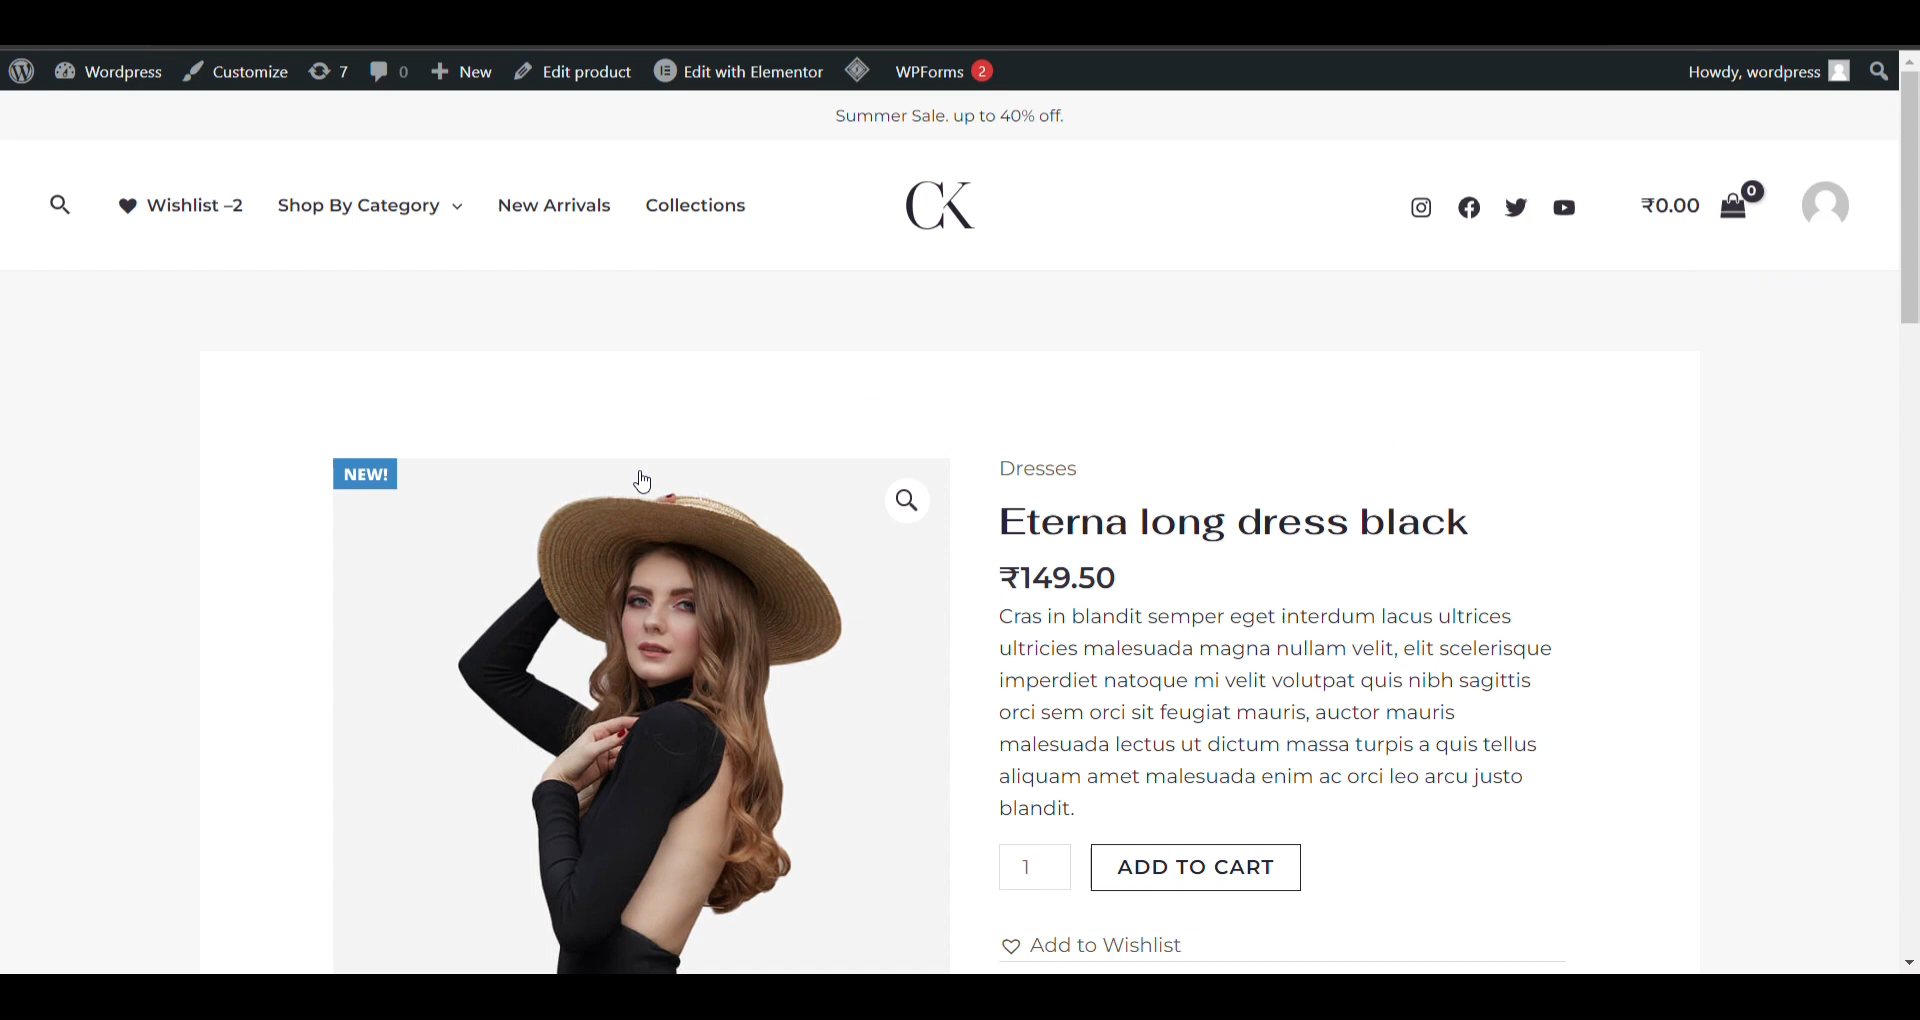 Wordpress Customize 7 0 New Edit product Edit with Elementor WPForms 2 Howdy, wordpress
Summer Sale. up to 40% off.
Wishlist –2 Shop By Category New Arrivals Collections CK ₹0.00 0
NEW!
Dresses
Eterna long dress black
₹149.50
Cras in blandit semper eget interdum lacus ultrices
ultricies malesuada magna nullam velit, elit scelerisque
imperdiet natoque mi velit volutpat quis nibh sagittis
orci sem orci sit feugiat mauris, auctor mauris
malesuada lectus ut dictum massa turpis a quis tellus
aliquam amet malesuada enim ac orci leo arcu justo
blandit.
1 ADD TO CART
Add to Wishlist